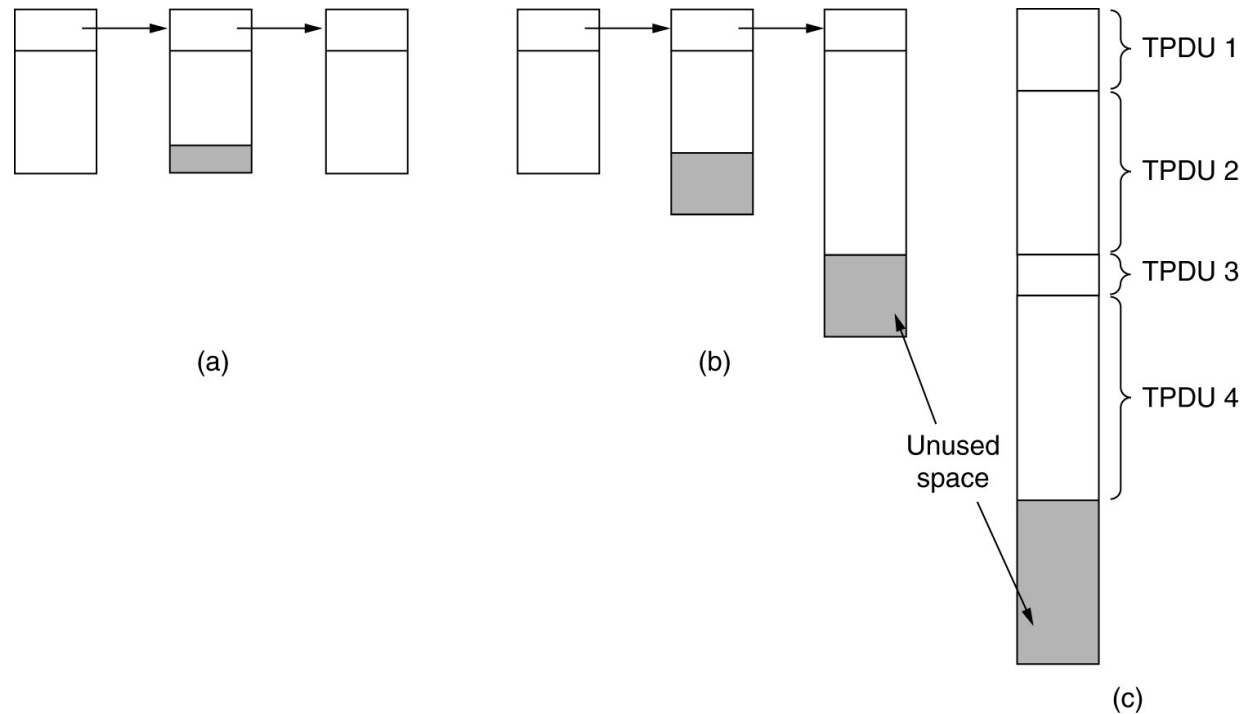 TPDU 1
TPDU 2
TPDU 3
TPDU 4
(a)
(b)
Unused
space
(c)